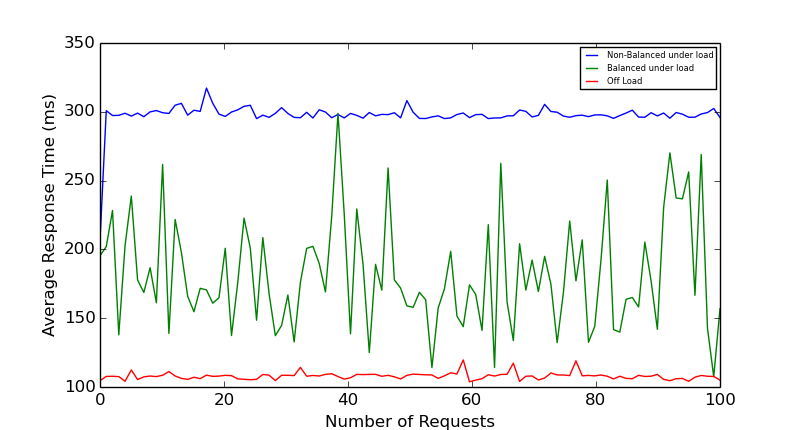 350
300
250
200
150
100
Average Response Time (ms)
Non-Balanced under load
Balanced under load
Off Load
0
20
40
60
80
100
Number of Requests